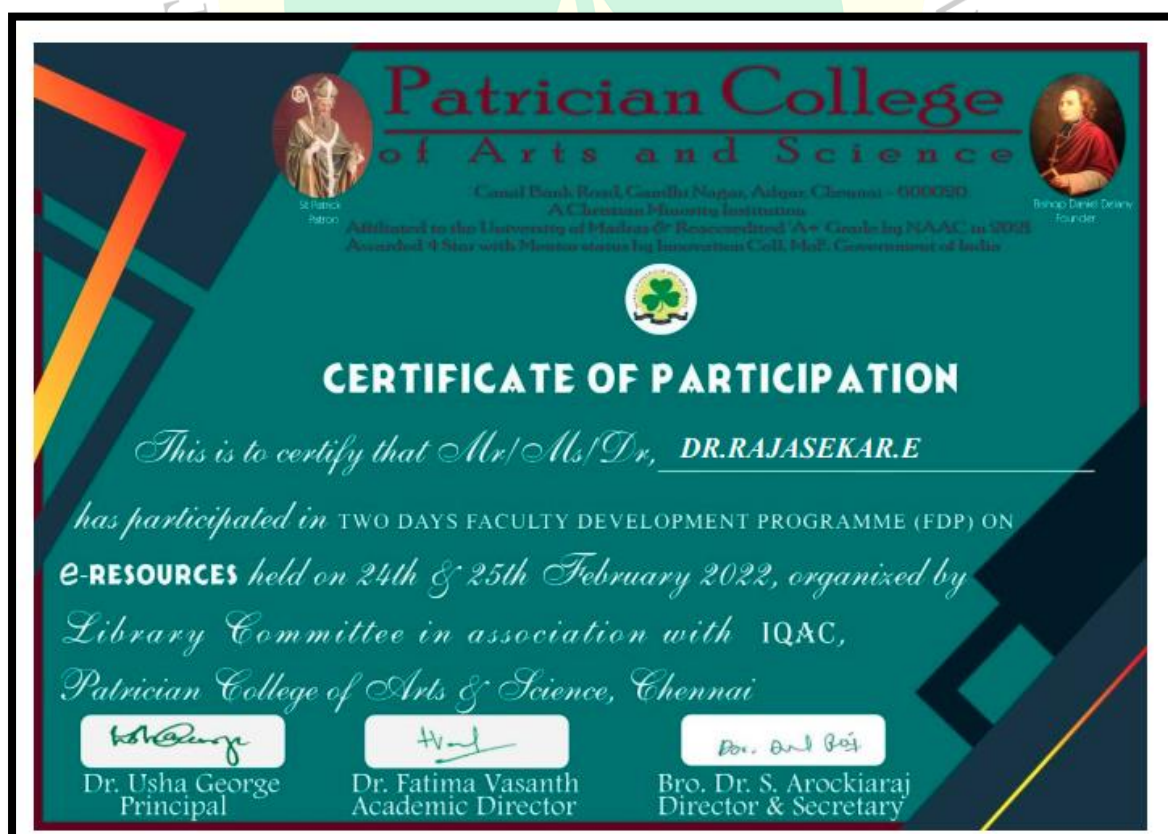 Patrician College
of Arts and Science
Canal Bank Road, Gandhi Nagar, Adyar, Chennai - 600020.
A Christian Minority Institution
Affiliated to the University of Madras & Reaccredited 'A+' Grade by NAAC in 2021
Awarded 4 Star with Mentor status by Innovation Cell, MoE, Government of India
St Patrick
Patron
Bishop Daniel Delany
Founder
CERTIFICATE OF PARTICIPATION
This is to certify that Mr/Ms/Dr, DR.RAJASEKAR.E
has participated in TWO DAYS FACULTY DEVELOPMENT PROGRAMME (FDP) ON
e-RESOURCES held on 24th & 25th February 2022, organized by
Library Committee in association with IQAC,
Patrician College of Arts & Science, Chennai
Dr. Usha George
Principal
Dr. Fatima Vasanth
Academic Director
Bro. Dr. S. Arockiaraj
Director & Secretary